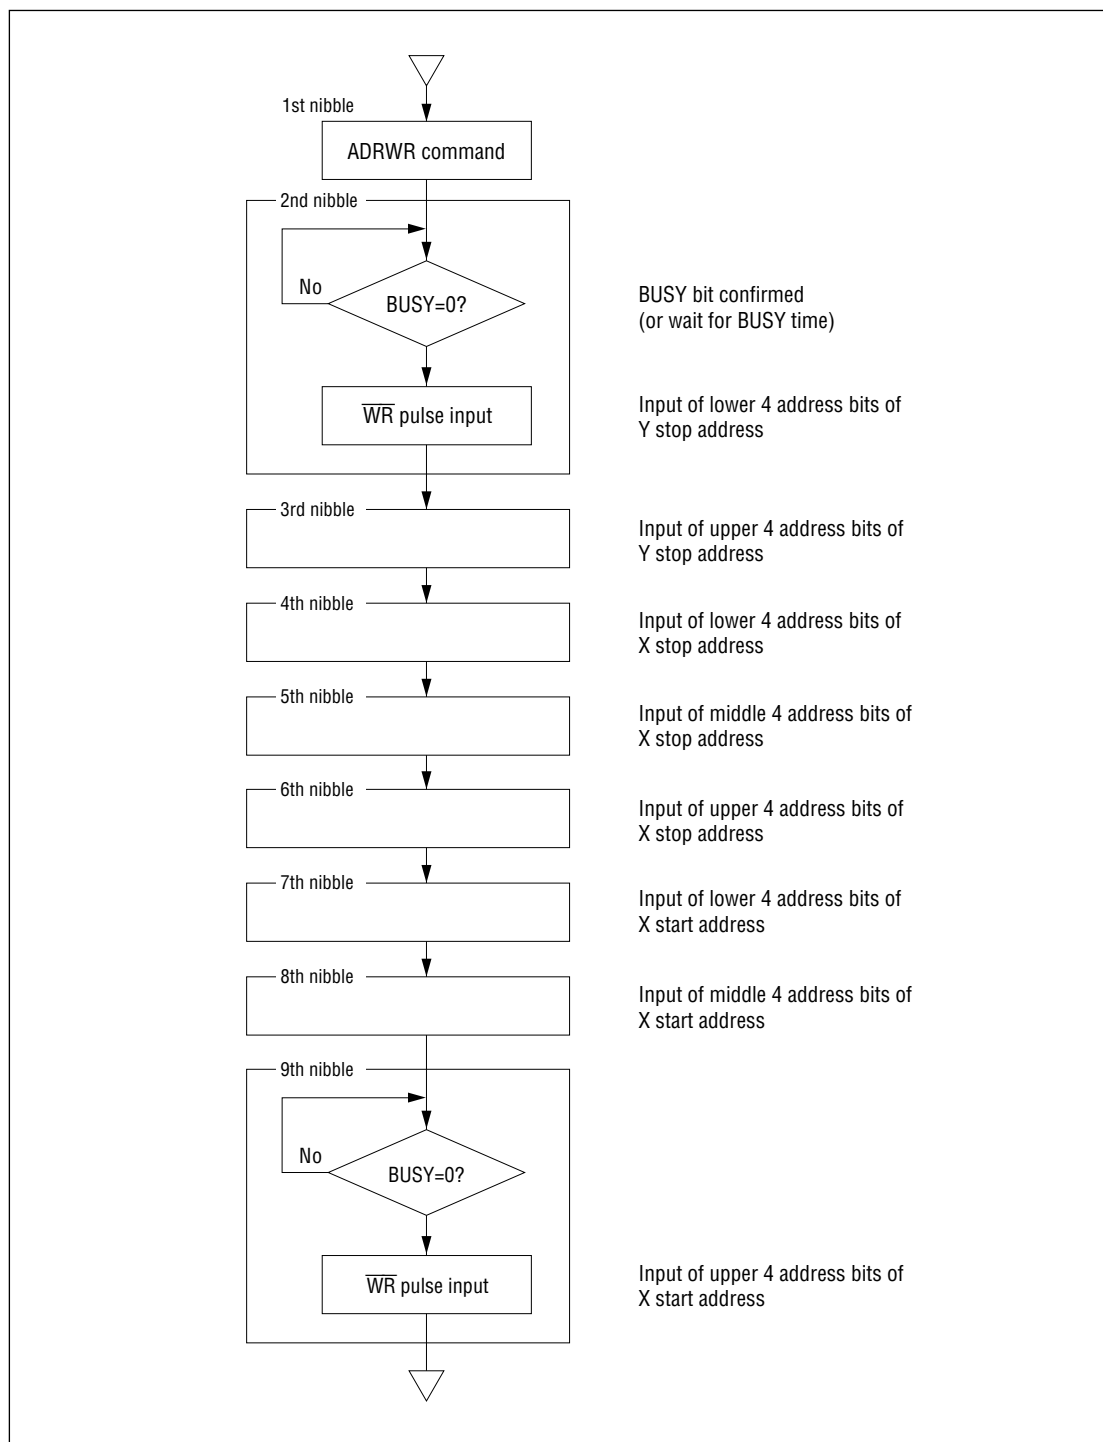 1st nibble
ADRWR command
2nd nibble
No
BUSY=0?
BUSY bit confirmed
(or wait for BUSY time)
W̅R̅ pulse input
Input of lower 4 address bits of
Y stop address
3rd nibble
Input of upper 4 address bits of
Y stop address
4th nibble
Input of lower 4 address bits of
X stop address
5th nibble
Input of middle 4 address bits of
X stop address
6th nibble
Input of upper 4 address bits of
X stop address
7th nibble
Input of lower 4 address bits of
X start address
8th nibble
Input of middle 4 address bits of
X start address
9th nibble
No
BUSY=0?
W̅R̅ pulse input
Input of upper 4 address bits of
X start address